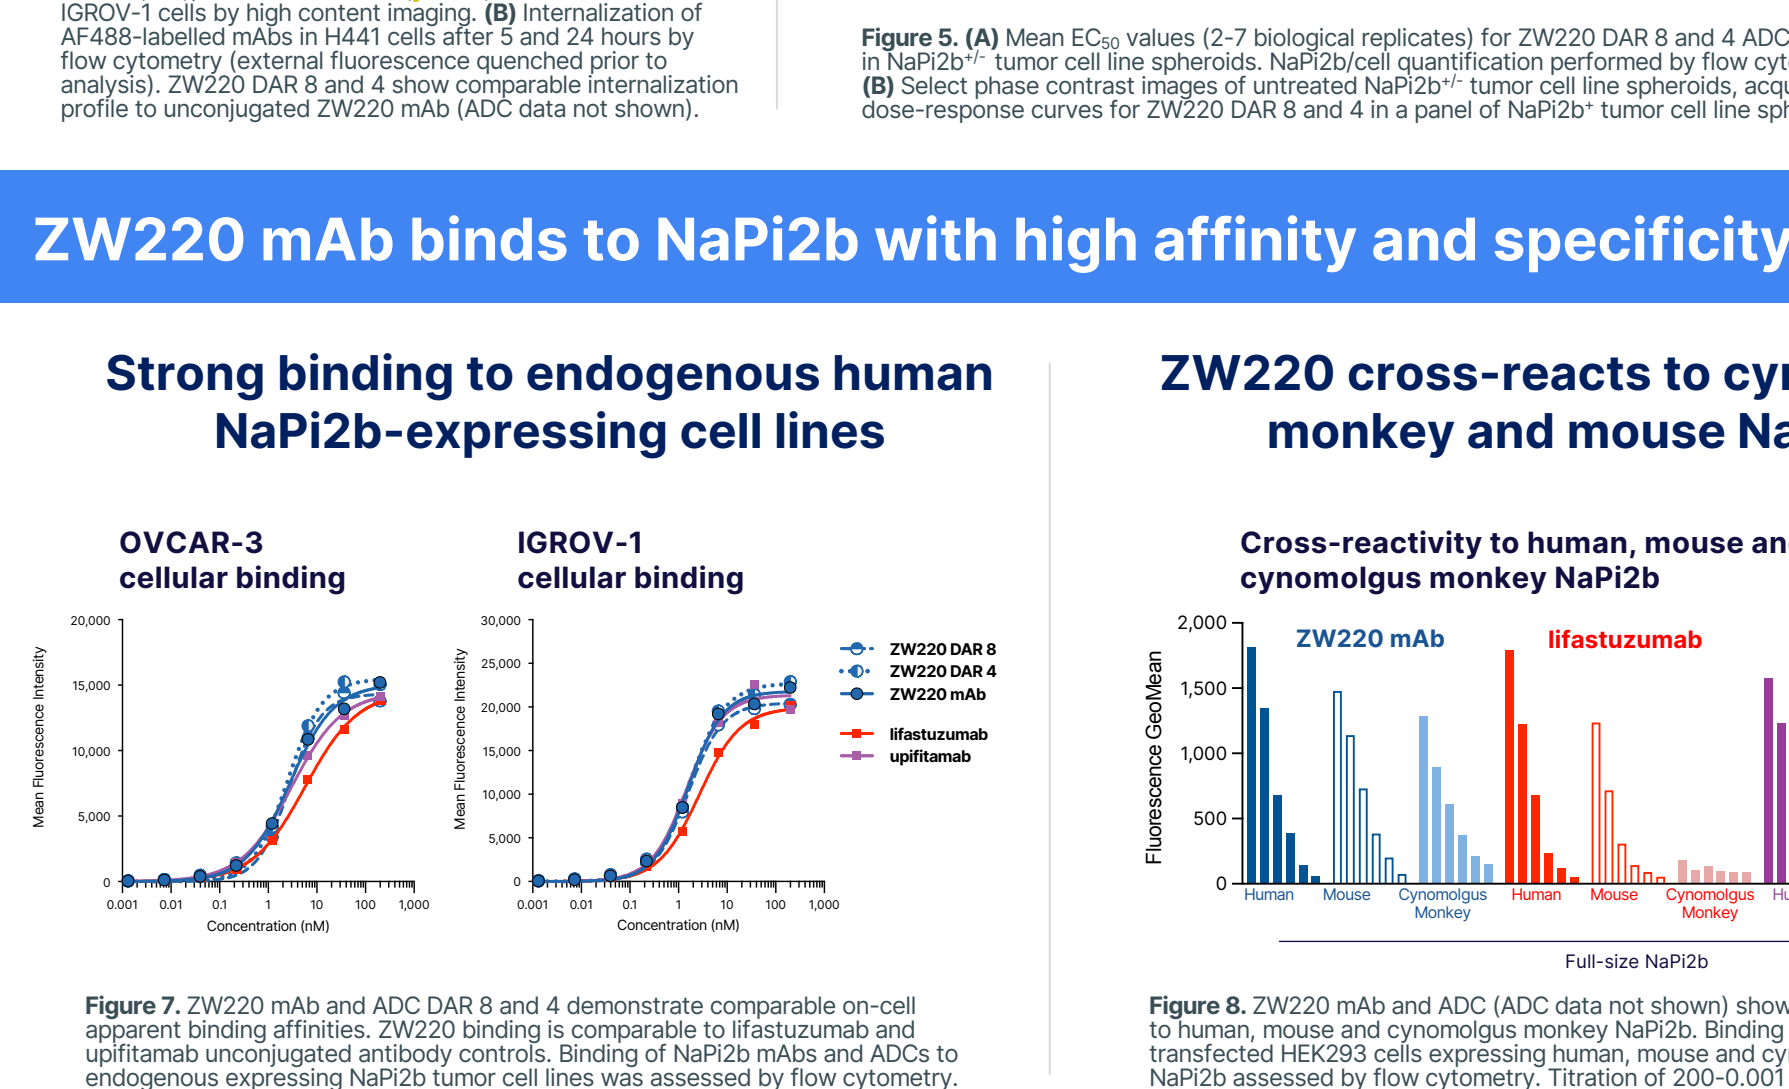 IGROV-1 cells by high content imaging. (B) Internalization of
AF488-labelled mAbs in H441 cells after 5 and 24 hours by
flow cytometry (external fluorescence quenched prior to
analysis). ZW220 DAR 8 and 4 show comparable internalization
profile to unconjugated ZW220 mAb (ADC data not shown).
Figure 5. (A) Mean EC50 values (2-7 biological replicates) for ZW220 DAR 8 and 4 ADC
in NaPi2b+/- tumor cell line spheroids. NaPi2b/cell quantification performed by flow cyt
(B) Select phase contrast images of untreated NaPi2b+/- tumor cell line spheroids, acqu
dose-response curves for ZW220 DAR 8 and 4 in a panel of NaPi2b+ tumor cell line sph
ZW220 mAb binds to NaPi2b with high affinity and specificity
Strong binding to endogenous human
NaPi2b-expressing cell lines
OVCAR-3
cellular binding
Mean Fluorescence Intensity
20,000
15,000
10,000
5,000
0
0.001 0.01 0.1 1 10 100 1,000
Concentration (nM)
IGROV-1
cellular binding
Mean Fluorescence Intensity
30,000
25,000
20,000
15,000
10,000
5,000
0
0.001 0.01 0.1 1 10 100 1,000
Concentration (nM)
ZW220 DAR 8
ZW220 DAR 4
ZW220 mAb
lifastuzumab
upifitamab
Figure 7. ZW220 mAb and ADC DAR 8 and 4 demonstrate comparable on-cell
apparent binding affinities. ZW220 binding is comparable to lifastuzumab and
upifitamab unconjugated antibody controls. Binding of NaPi2b mAbs and ADCs to
endogenous expressing NaPi2b tumor cell lines was assessed by flow cytometry.
ZW220 cross-reacts to cyn
monkey and mouse Na
Cross-reactivity to human, mouse an
cynomolgus monkey NaPi2b
Fluorescence GeoMean
2,000
1,500
1,000
500
0
ZW220 mAb
lifastuzumab
Human Mouse Cynomolgus Human Mouse Cynomolgus Hu
Monkey Monkey
Full-size NaPi2b
Figure 8. ZW220 mAb and ADC (ADC data not shown) show
to human, mouse and cynomolgus monkey NaPi2b. Binding
transfected HEK293 cells expressing human, mouse and cy
NaPi2b assessed by flow cytometry. Titration of 200-0.001